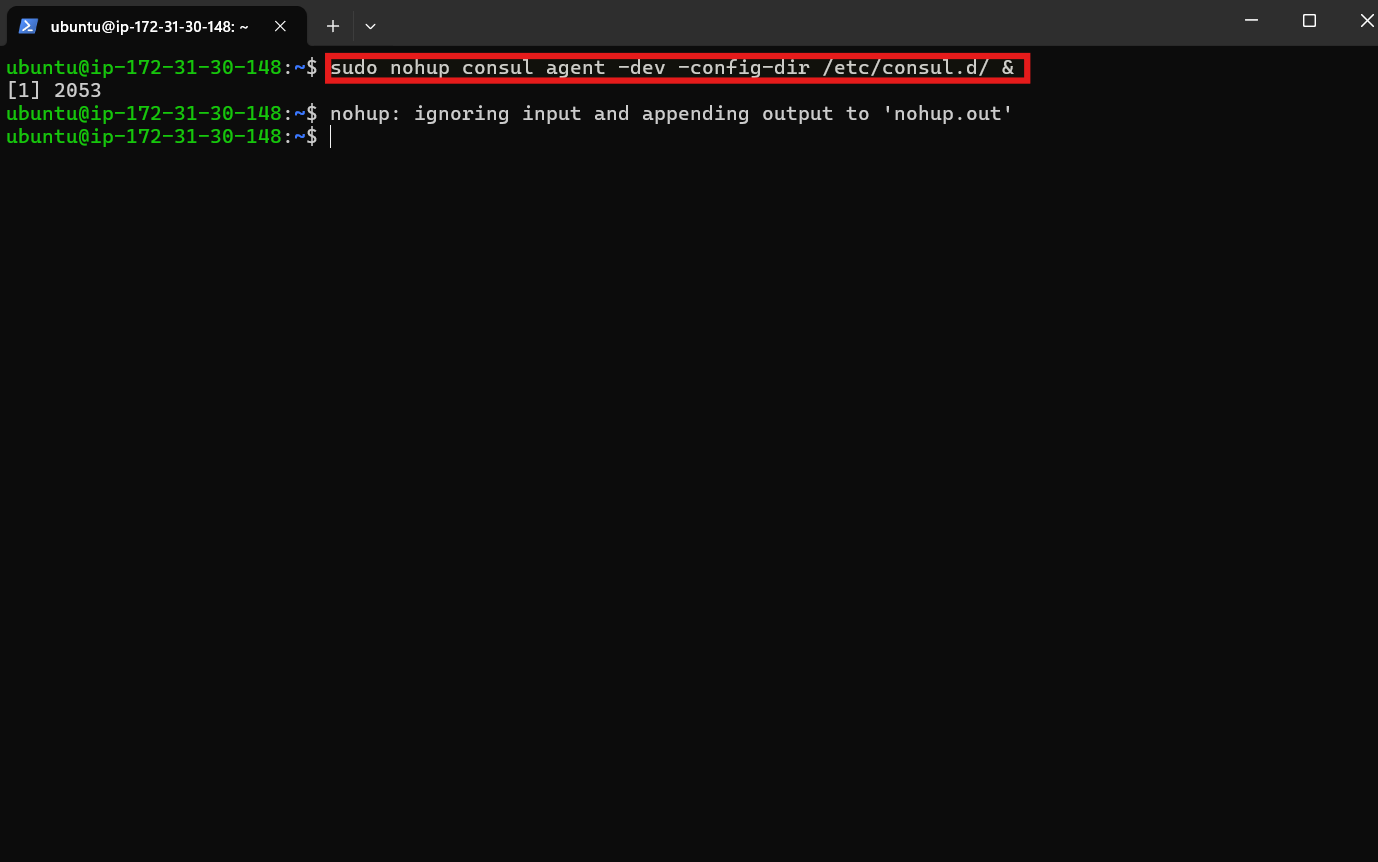 ubuntu@ip-172-31-30-148: ~
ubuntu@ip-172-31-30-148:~$ sudo nohup consul agent -dev -config-dir /etc/consul.d/ &
[1] 2053
ubuntu@ip-172-31-30-148:~$ nohup: ignoring input and appending output to 'nohup.out'
ubuntu@ip-172-31-30-148:~$